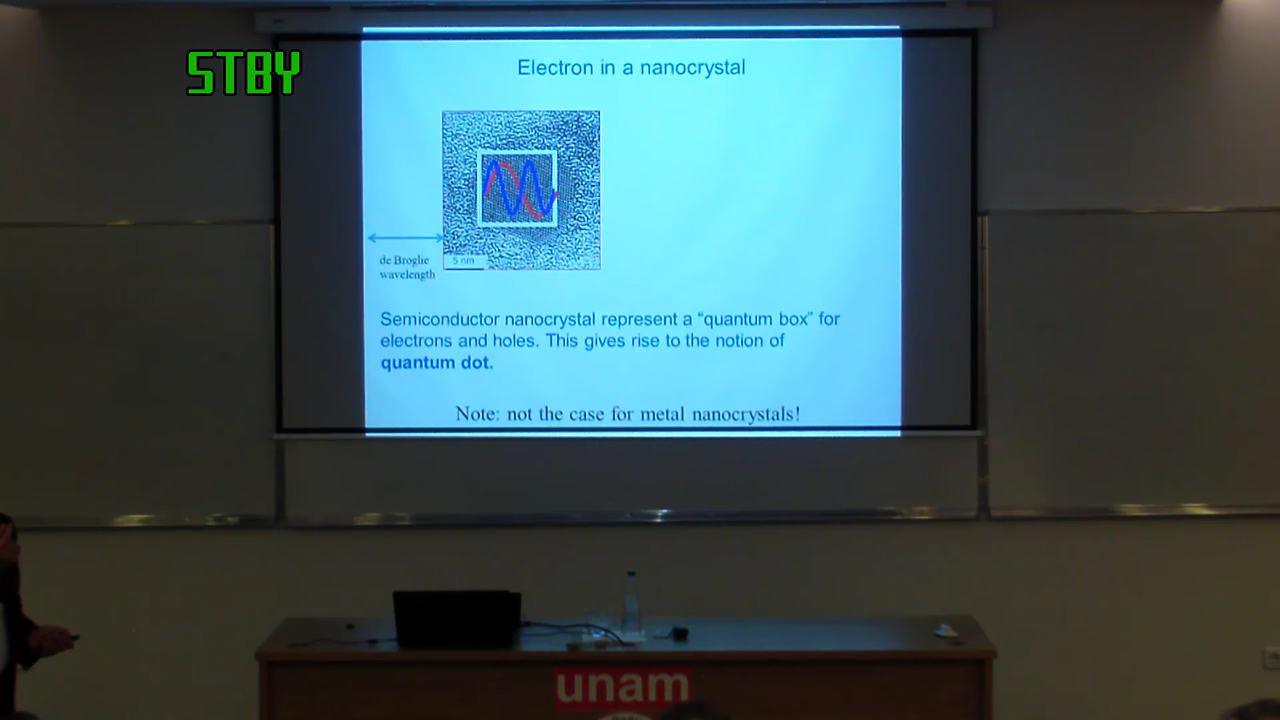 STBY
Electron in a nanocrystal
de Broglie
wavelength
5 nm
Semiconductor nanocrystal represent a “quantum box” for
electrons and holes. This gives rise to the notion of
quantum dot.
Note: not the case for metal nanocrystals!
unam